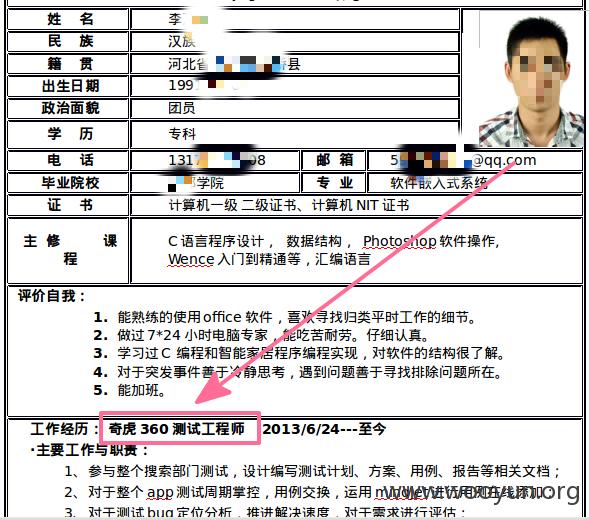 姓 名 李
民 族 汉族
籍 贯 河北省 县
出生日期 199
政治面貌 团员
学 历 专科
电 话 1317 08 邮 箱 5 @qq.com
毕业院校 学院 专 业 软件嵌入式系统
证 书 计算机一级 二级证书、计算机 NIT 证书
主 修 课 C 语言程序设计， 数据结构， Photoshop 软件操作,
程 Wence 入门到精通等，汇编语言
评价自我：
1. 能熟练的使用 office 软件，喜欢寻找归类平时工作的细节。
2. 做过 7*24 小时电脑专家，能吃苦耐劳。仔细认真。
3. 学习过 C 编程和智能家居程序编程实现，对软件的结构很了解。
4. 对于突发事件善于冷静思考，遇到问题善于寻找排除问题所在。
5. 能加班。
工作经历：奇虎 360 测试工程师 2013/6/24---至今
·主要工作与职责：
1、 参与整个搜索部门测试，设计编写测试计划、方案、用例、报告等相关文档；
2、 对于整个 app 测试周期掌控，用例交换，运用
www.wooyun.org
3、 对于测试 bug 定位分析，推进解决速度，对于需求进行评估；